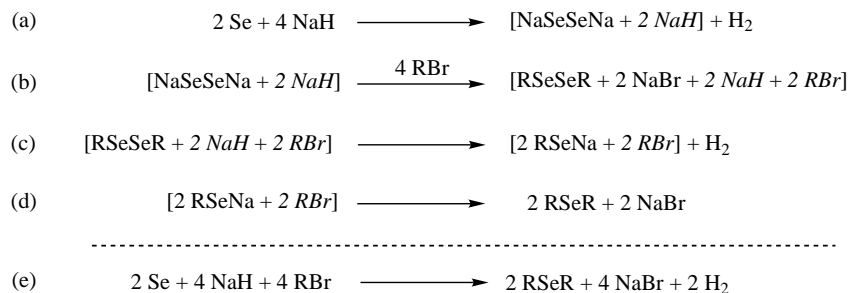 (a) 2 Se + 4 NaH [NaSeSeNa + 2 NaH] + H₂
4 RBr
(b) [NaSeSeNa + 2 NaH] [RSeSeR + 2 NaBr + 2 NaH + 2 RBr]
(c) [RSeSeR + 2 NaH + 2 RBr] [2 RSeNa + 2 RBr] + H₂
(d) [2 RSeNa + 2 RBr] 2 RSeR + 2 NaBr
(e) 2 Se + 4 NaH + 4 RBr 2 RSeR + 4 NaBr + 2 H₂